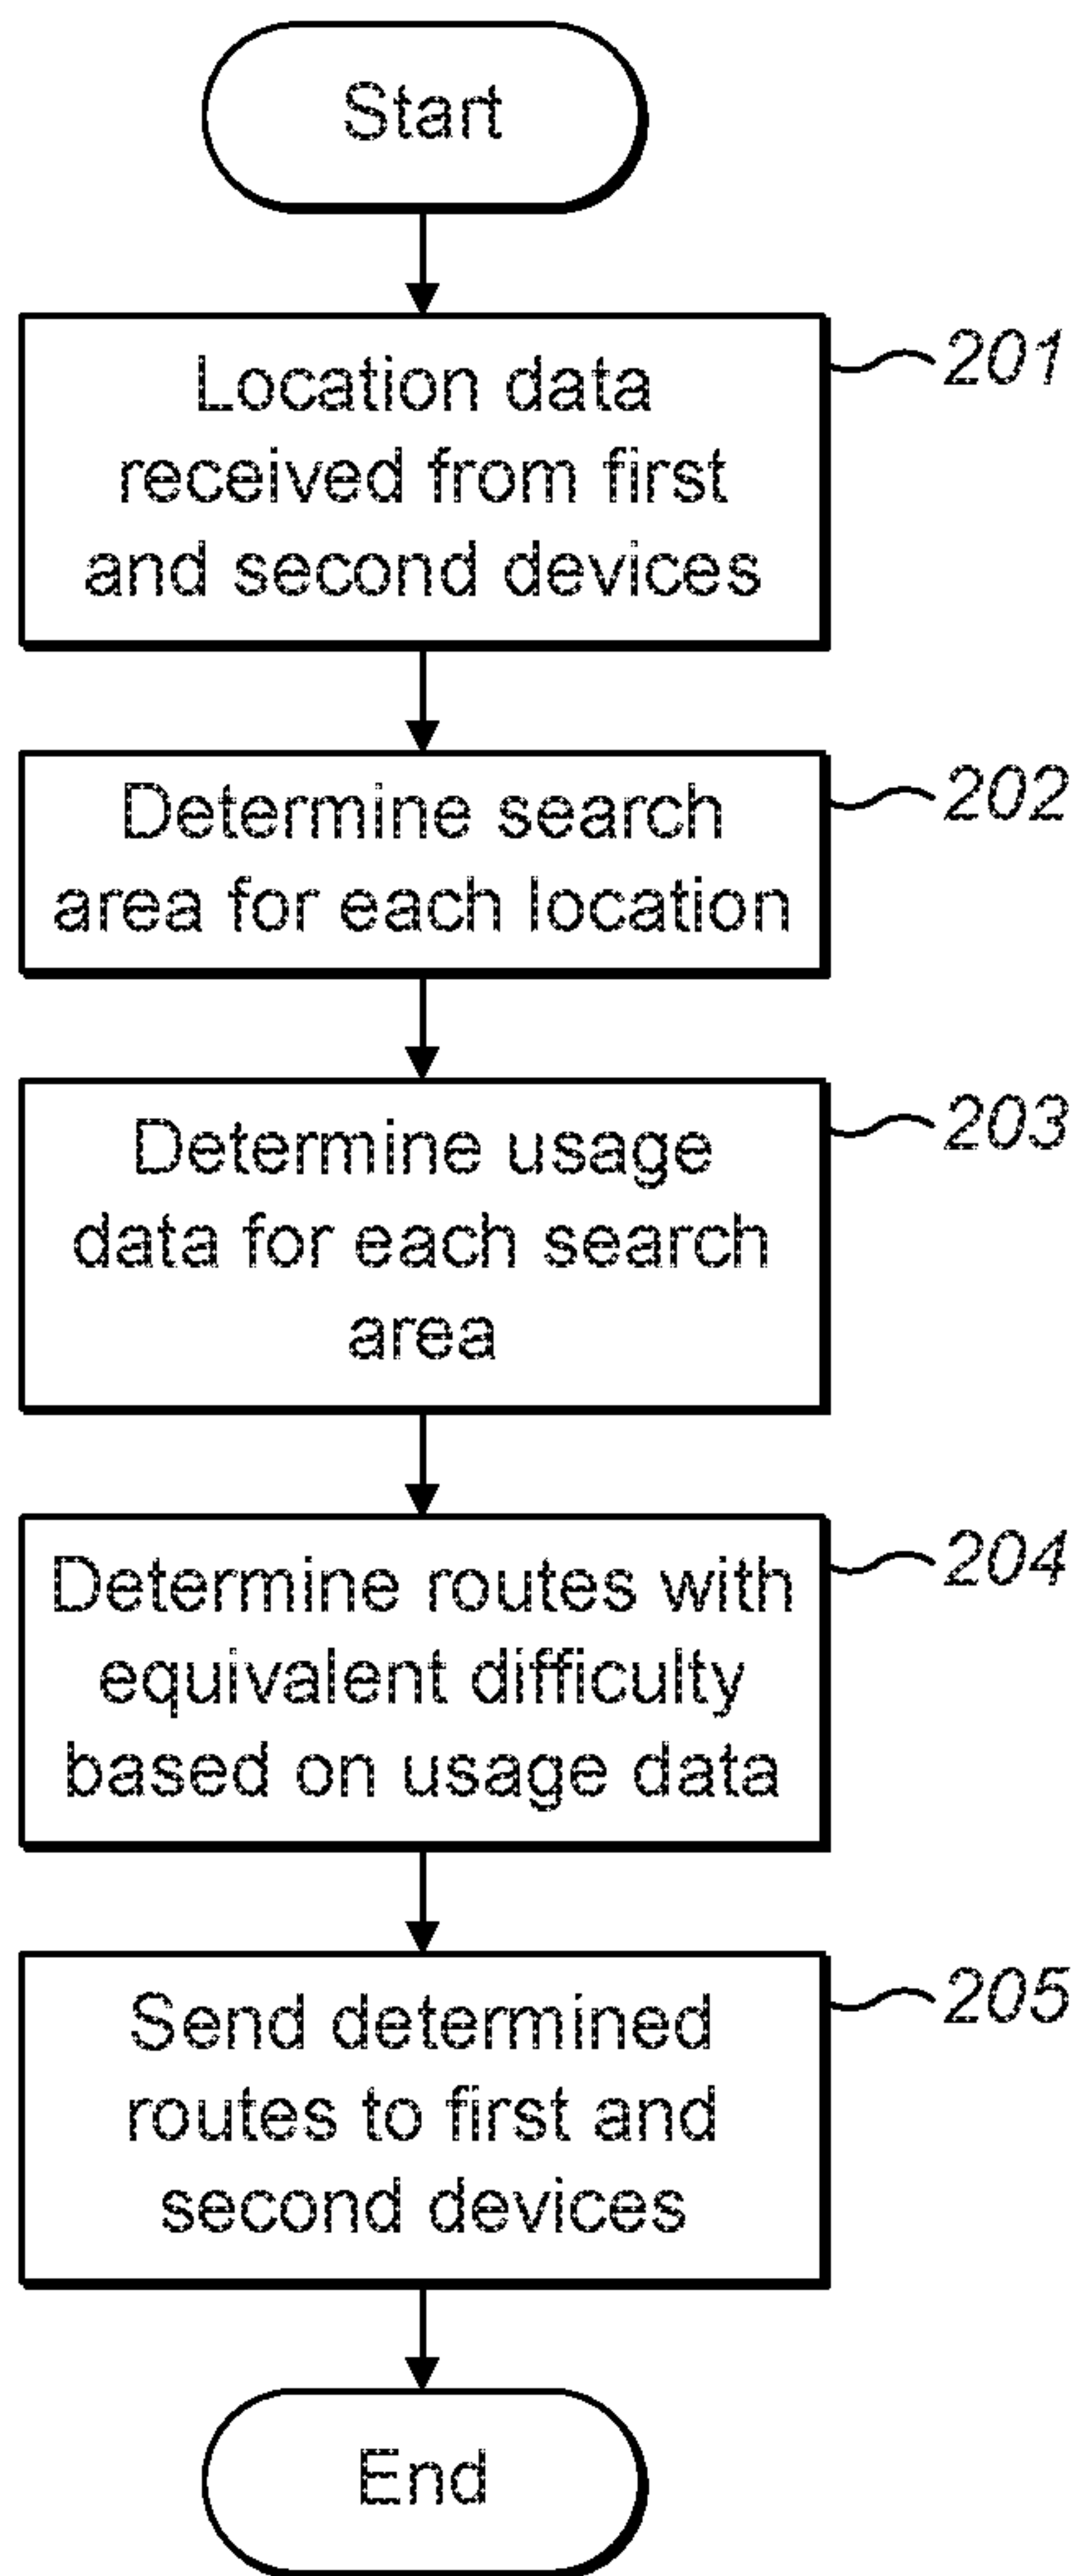 Start
Location data
received from first
and second devices
201
Determine search
area for each location
202
Determine usage
data for each search
area
203
Determine routes with
equivalent difficulty
based on usage data
204
Send determined
routes to first and
second devices
205
End